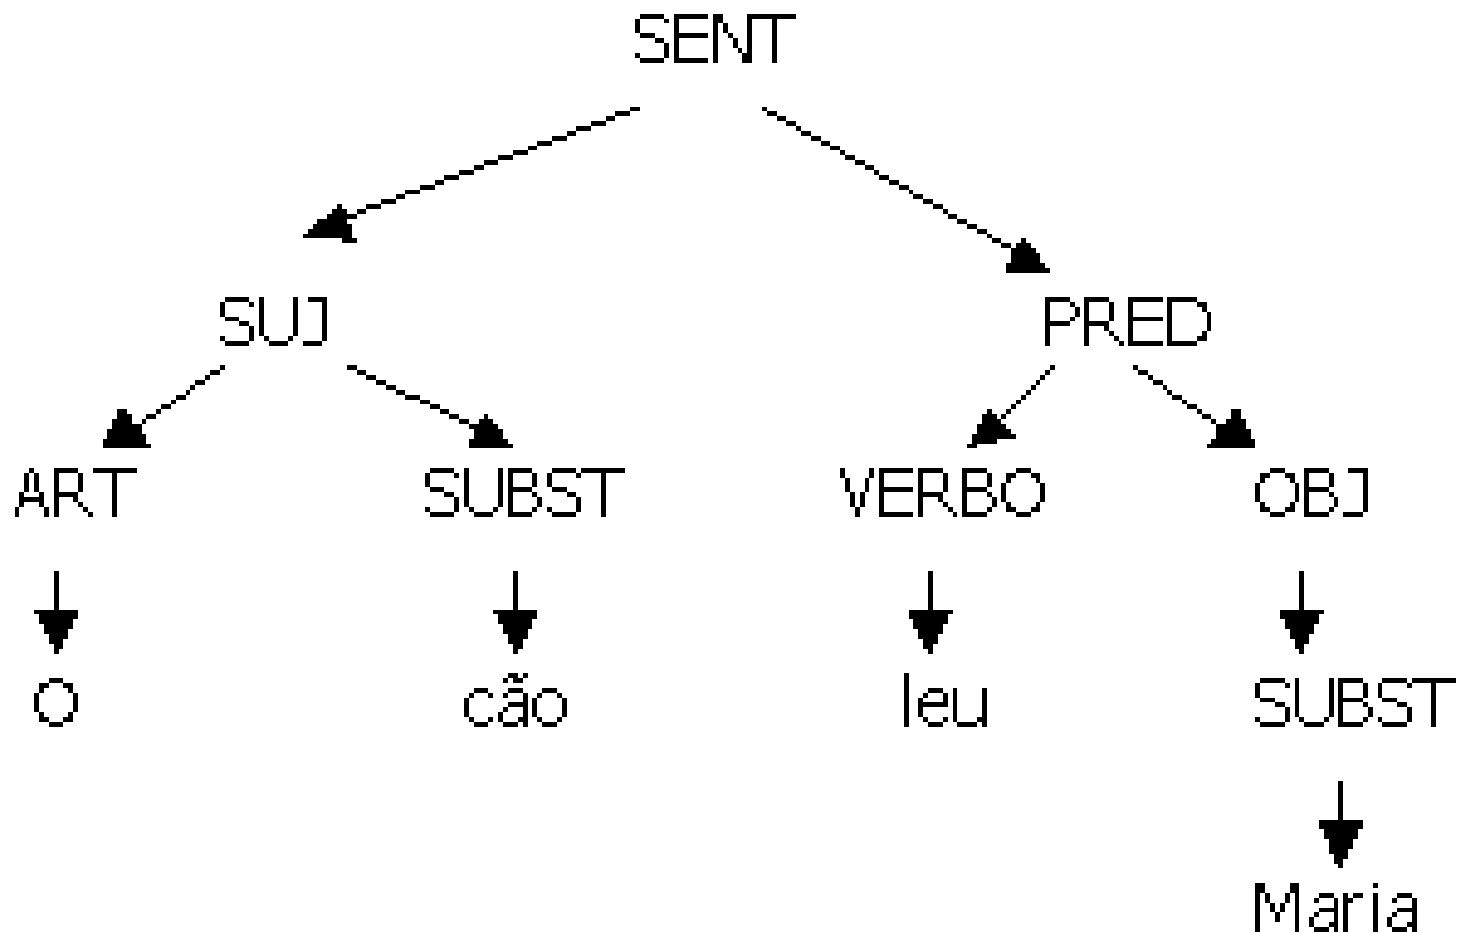 SENT
SUJ PRED
ART SUBST VERBO OBJ
O cão leu SUBST
Maria